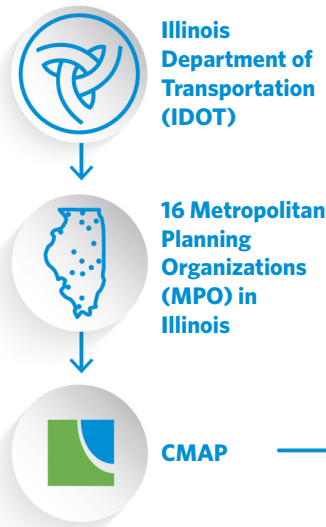 Illinois
Department of
Transportation
(IDOT)
16 Metropolitan
Planning
Organizations
(MPO) in
Illinois
CMAP